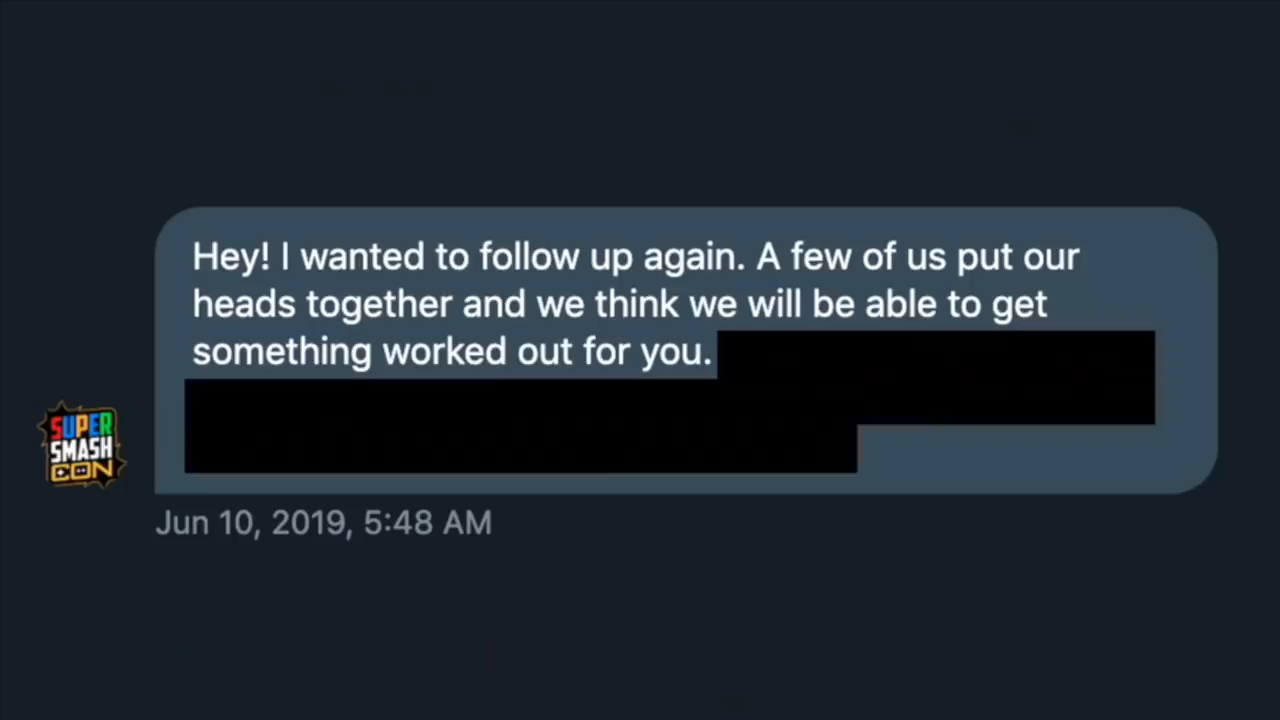 Hey! I wanted to follow up again. A few of us put our
heads together and we think we will be able to get
something worked out for you.
SUPER
SMASH
CON
Jun 10, 2019, 5:48 AM